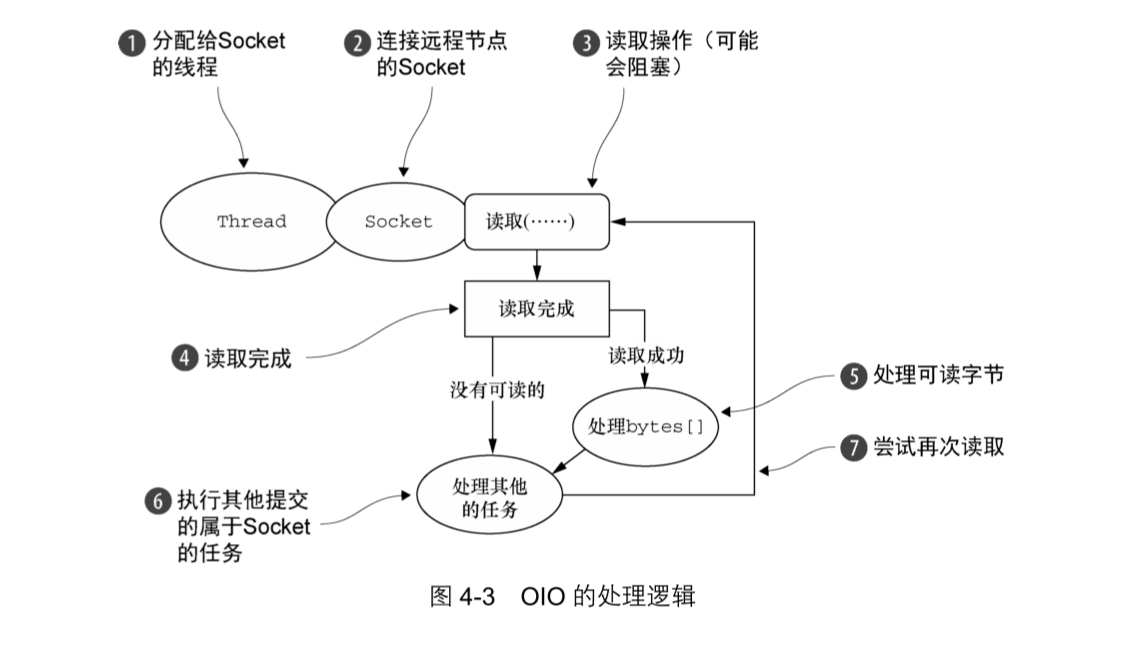 ❶ 分配给Socket
的线程
❷ 连接远程节点
的Socket
❸ 读取操作（可能
会阻塞）
Thread
Socket
读取(……)
读取完成
❹ 读取完成
读取成功
没有可读的
❺ 处理可读字节
处理bytes[]
❼ 尝试再次读取
处理其他
的任务
❻ 执行其他提交
的属于Socket
的任务
图 4-3 OIO 的处理逻辑